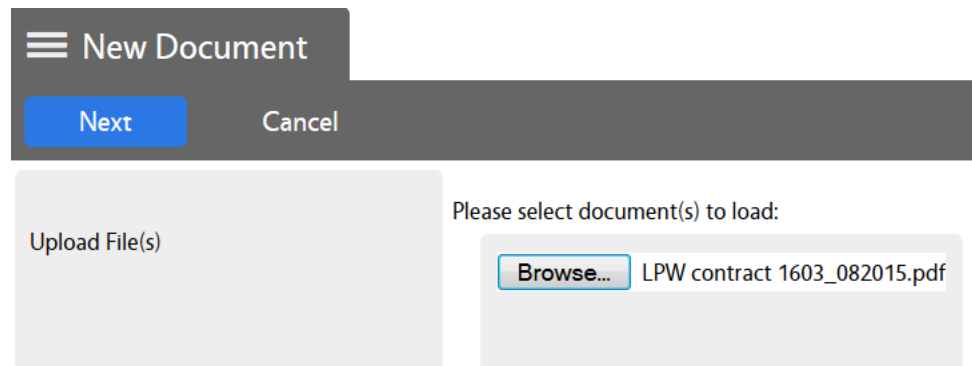 New Document
Next Cancel
Please select document(s) to load:
Upload File(s)
Browse... LPW contract 1603_082015.pdf